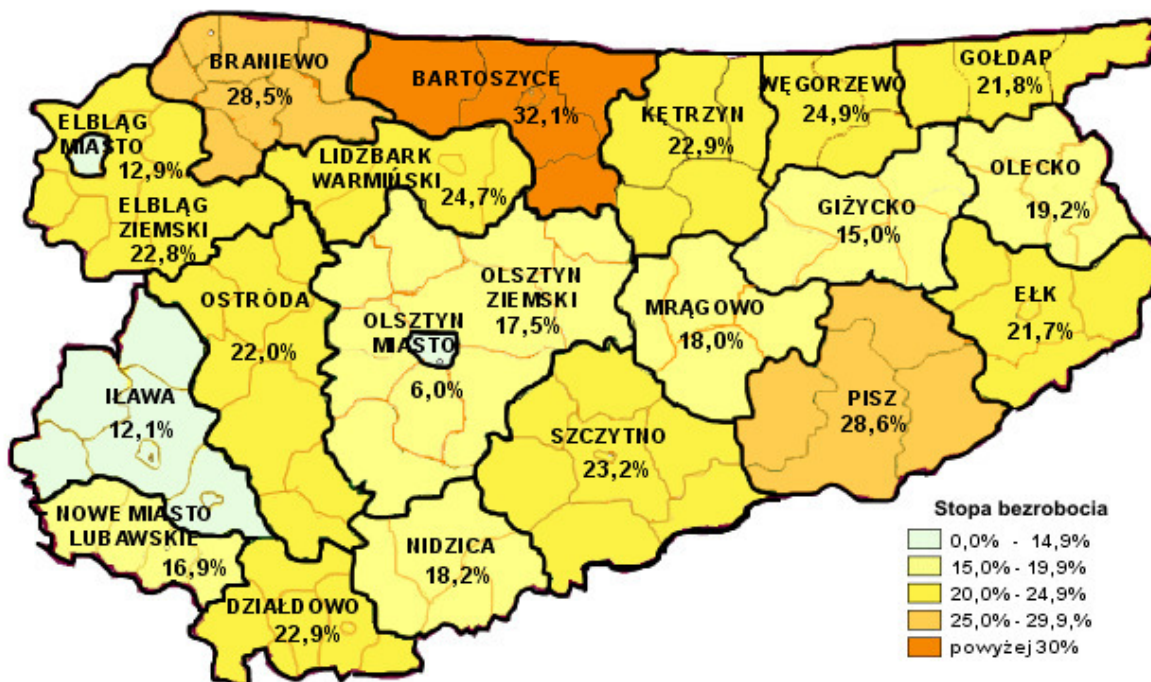 BRANIEWO
28,5%
BARTOSZYCE
32,1%
KĘTRZYN
22,9%
WĘGORZEWO
24,9%
GOŁDAP
21,8%
ELBLĄG
MIASTO
12,9%
LIDZBARK
WARMIŃSKI
24,7%
OLECKO
19,2%
GIŻYCKO
15,0%
ELBLĄG
ZIEMSKI
22,8%
OSTRÓDA
22,0%
OLSZTYN
ZIEMSKI
17,5%
OLSZTYN
MIASTO
6,0%
MRĄGOWO
18,0%
EŁK
21,7%
IŁAWA
12,1%
PISZ
28,6%
SZCZYTNO
23,2%
NOWE MIASTO
LUBAWSKIE
16,9%
NIDZICA
18,2%
DZIAŁDOWO
22,9%
Stopa bezrobocia
0,0% - 14,9%
15,0% - 19,9%
20,0% - 24,9%
25,0% - 29,9,%
powyżej 30%